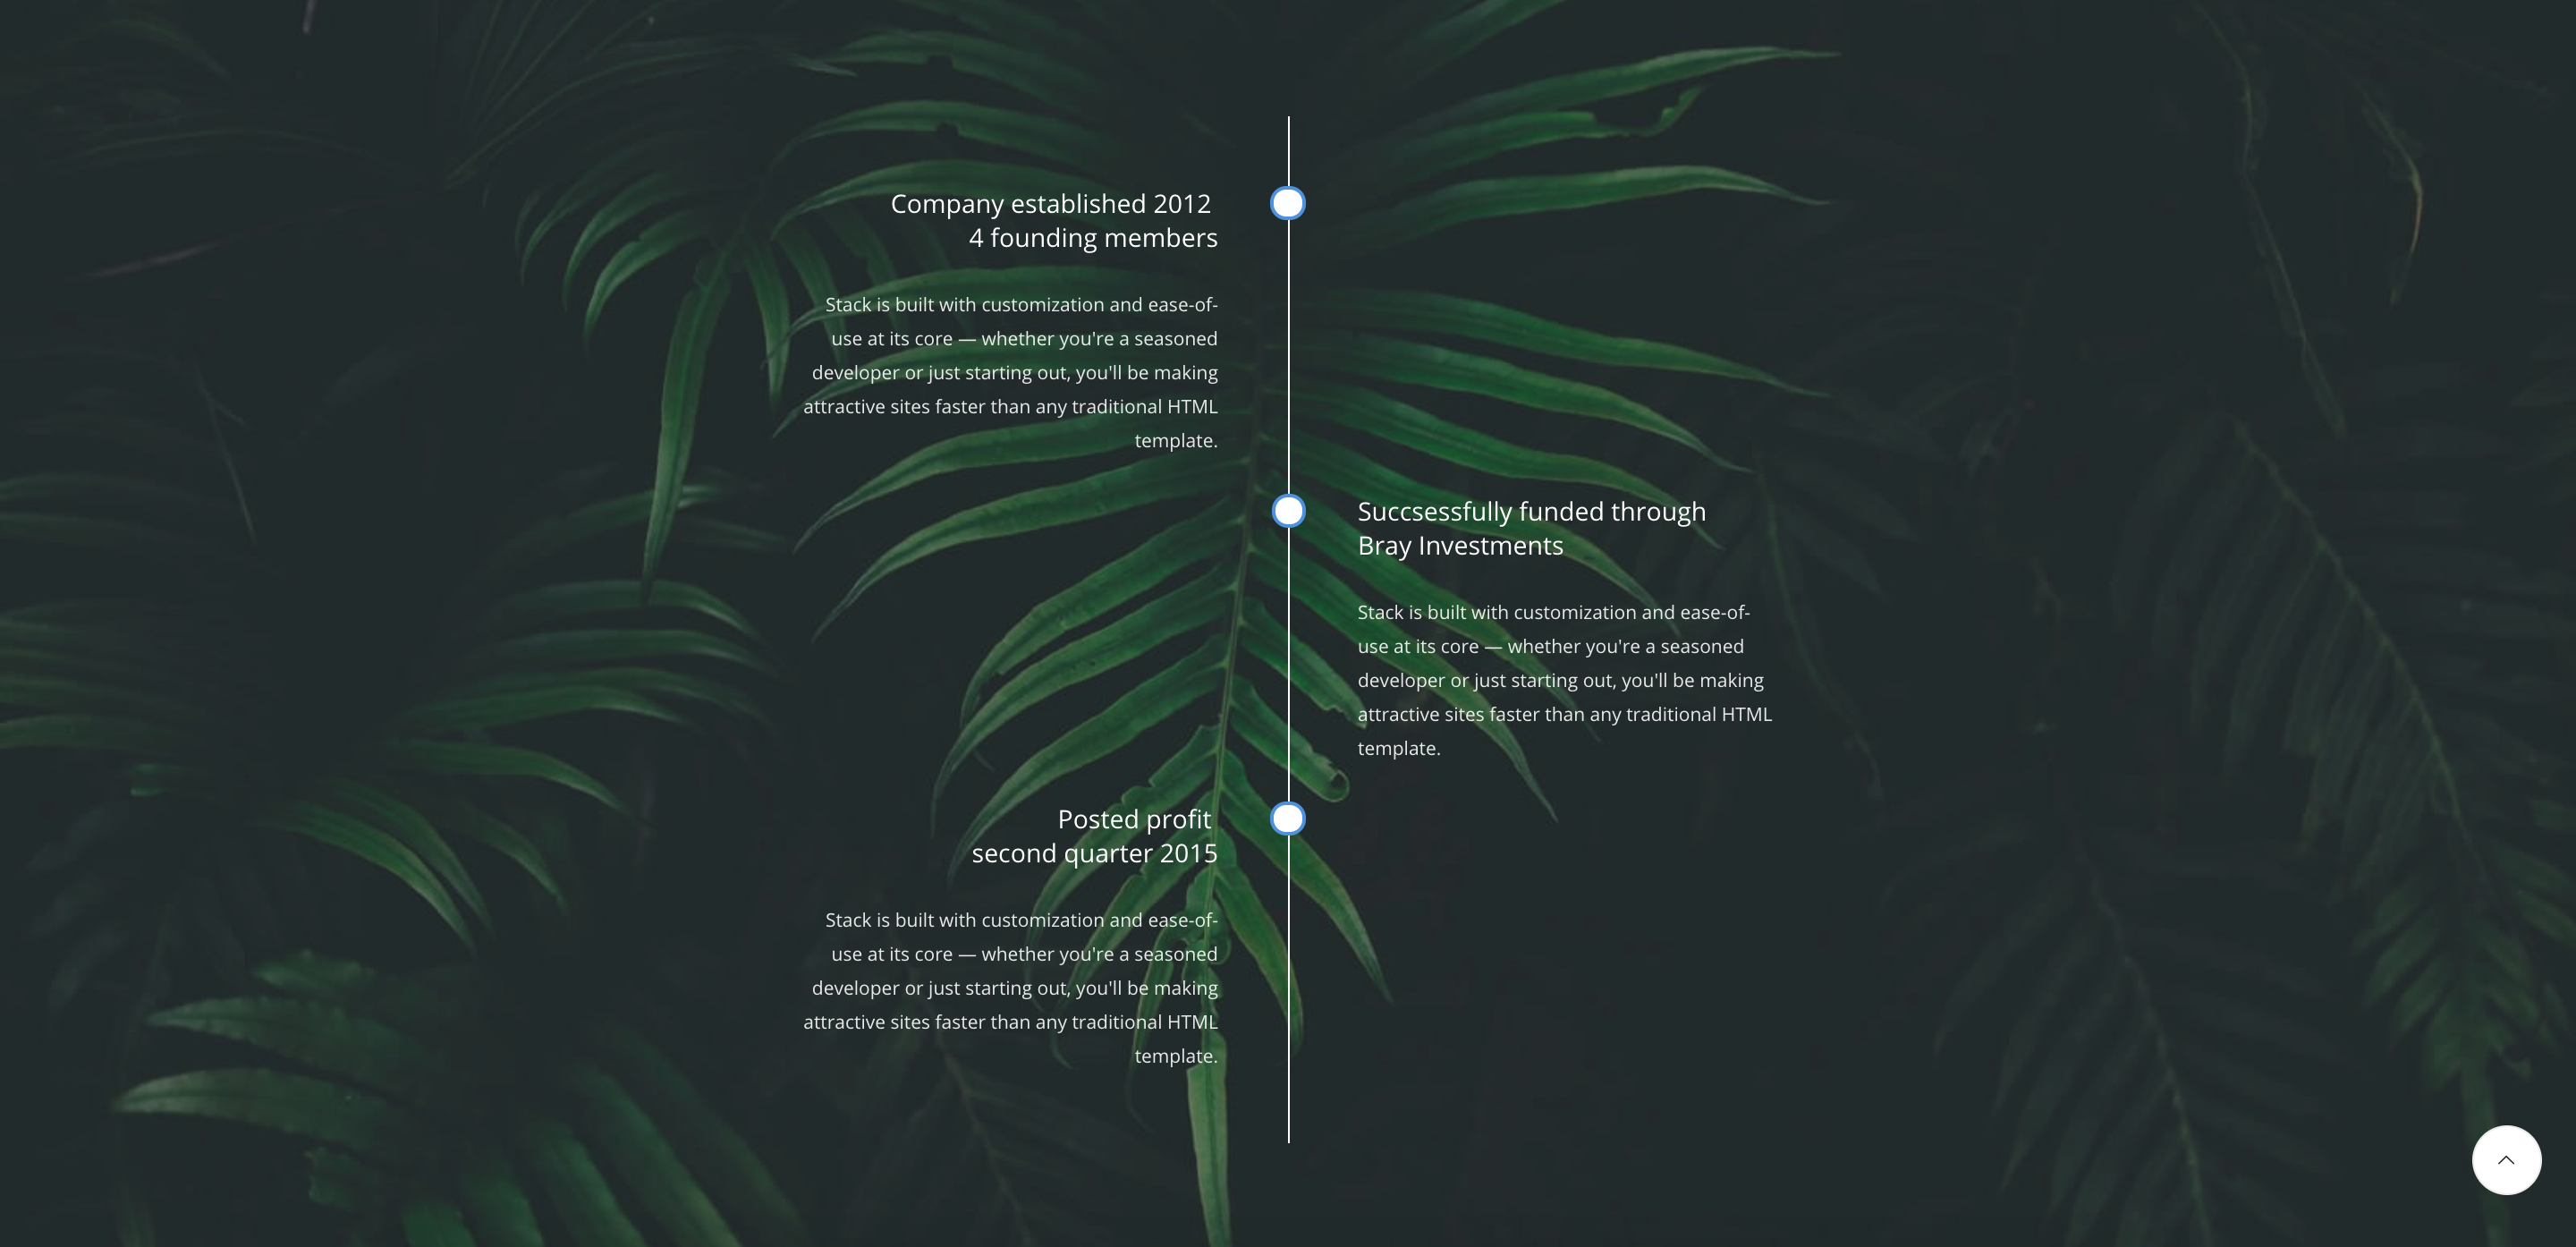 Company established 2012
4 founding members
Stack is built with customization and ease-of-
use at its core — whether you're a seasoned
developer or just starting out, you'll be making
attractive sites faster than any traditional HTML
template.
Succsessfully funded through
Bray Investments
Stack is built with customization and ease-of-
use at its core — whether you're a seasoned
developer or just starting out, you'll be making
attractive sites faster than any traditional HTML
template.
Posted profit
second quarter 2015
Stack is built with customization and ease-of-
use at its core — whether you're a seasoned
developer or just starting out, you'll be making
attractive sites faster than any traditional HTML
template.